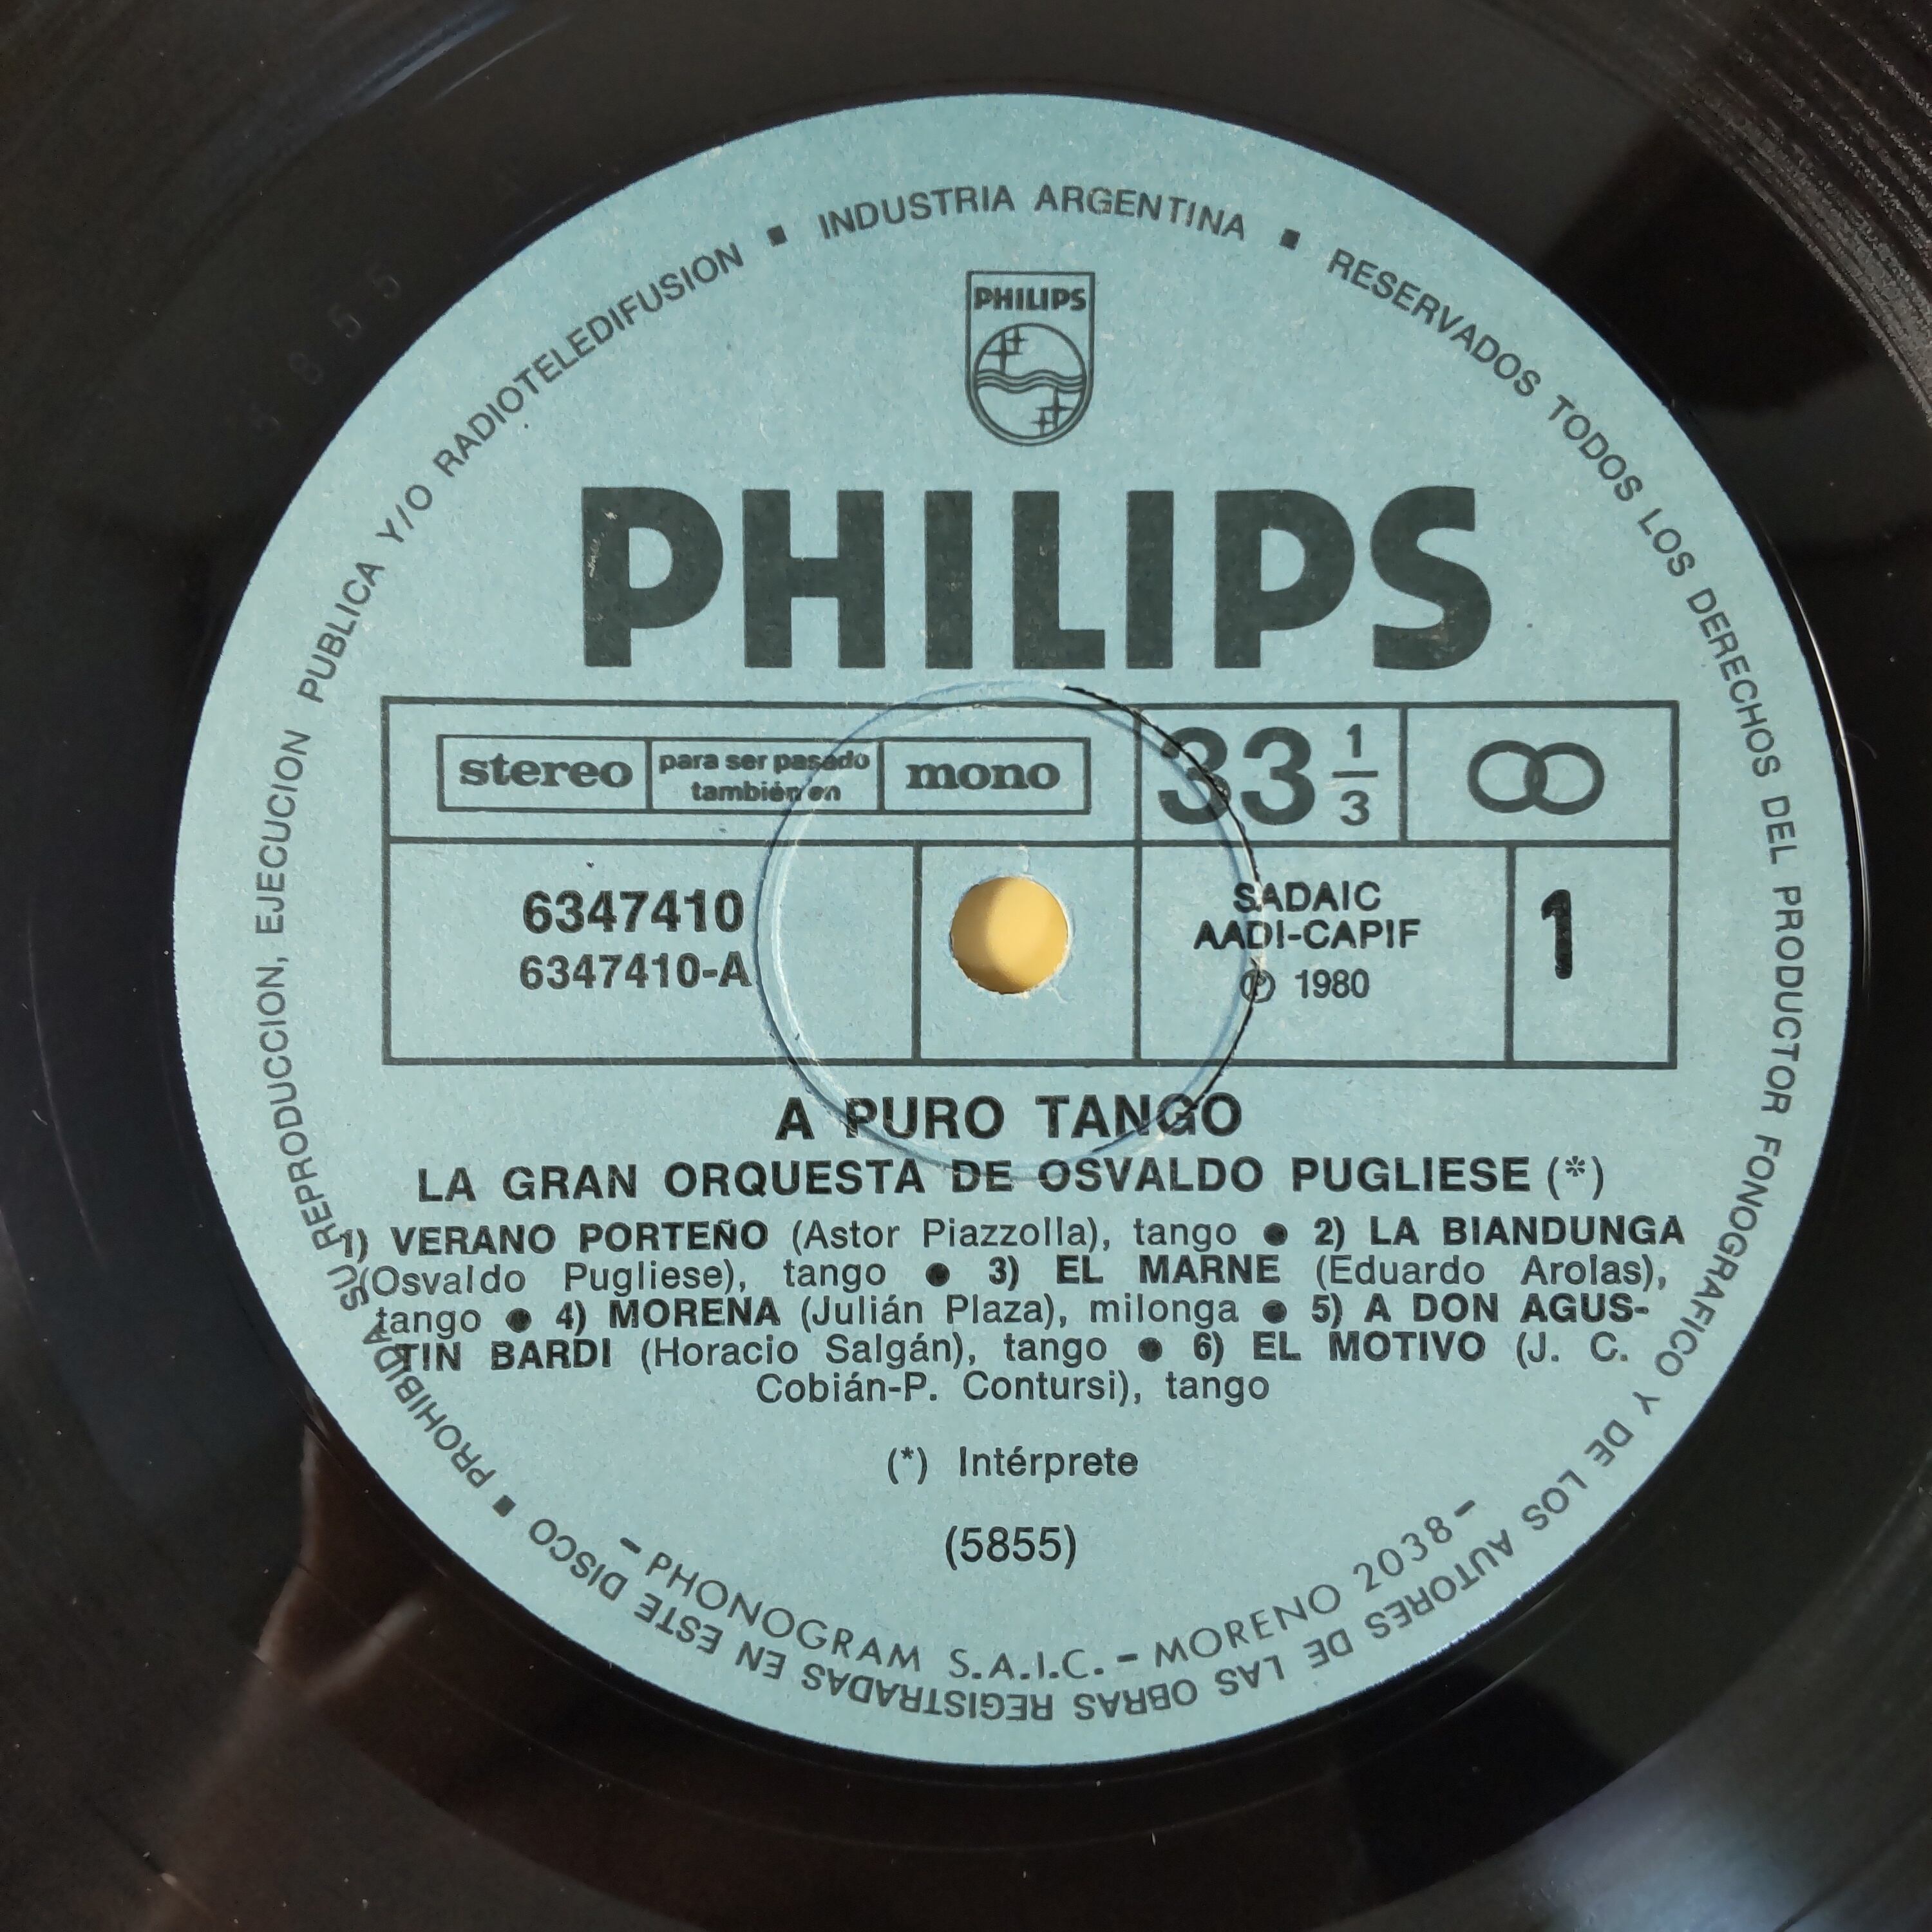 INDUSTRIA ARGENTINA ▪ RESERVADOS TODOS LOS DERECHOS DEL PRODUCTOR FONOGRAFICO Y DE LOS AUTORES DE LAS OBRAS REGISTRADAS EN ESTE DISCO ▪ PROHIBIDA SU REPRODUCCION, EJECUCION PUBLICA Y/O RADIOTELEDIFUSION ▪
PHILIPS
PHILIPS
stereo
para ser pasado
también en
mono
33 1/3
6347410
6347410-A
SADAIC
AADI-CAPIF
℗ 1980
1
A PURO TANGO
LA GRAN ORQUESTA DE OSVALDO PUGLIESE (*)
1) VERANO PORTEÑO (Astor Piazzolla), tango ● 2) LA BIANDUNGA
(Osvaldo Pugliese), tango ● 3) EL MARNE (Eduardo Arolas),
tango ● 4) MORENA (Julián Plaza), milonga ● 5) A DON AGUS-
TIN BARDI (Horacio Salgán), tango ● 6) EL MOTIVO (J. C.
Cobián-P. Contursi), tango
(*) Intérprete
(5855)
- PHONOGRAM S.A.I.C. - MORENO 2038 -